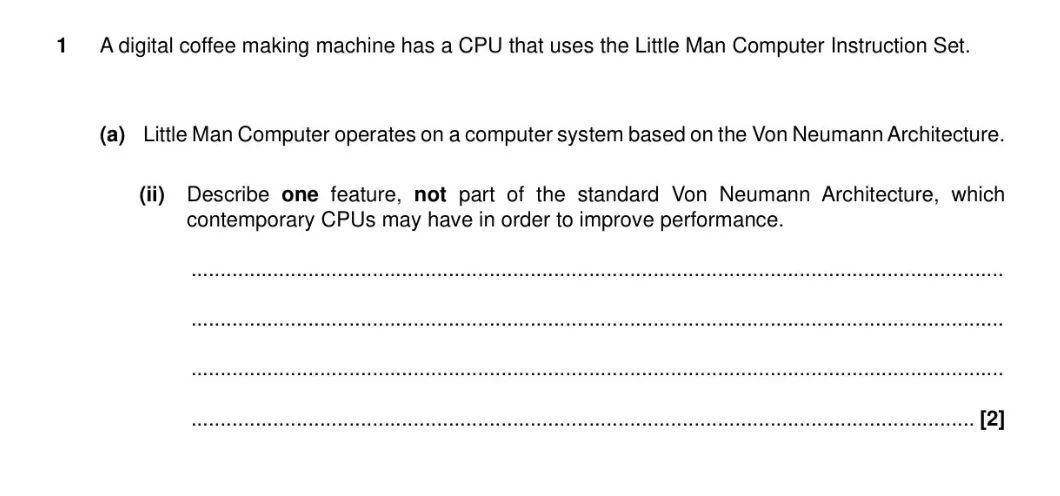 1 A digital coffee making machine has a CPU that uses the Little Man Computer Instruction Set.
(a) Little Man Computer operates on a computer system based on the Von Neumann Architecture.
(ii) Describe one feature, not part of the standard Von Neumann Architecture, which
contemporary CPUs may have in order to improve performance.
[2]